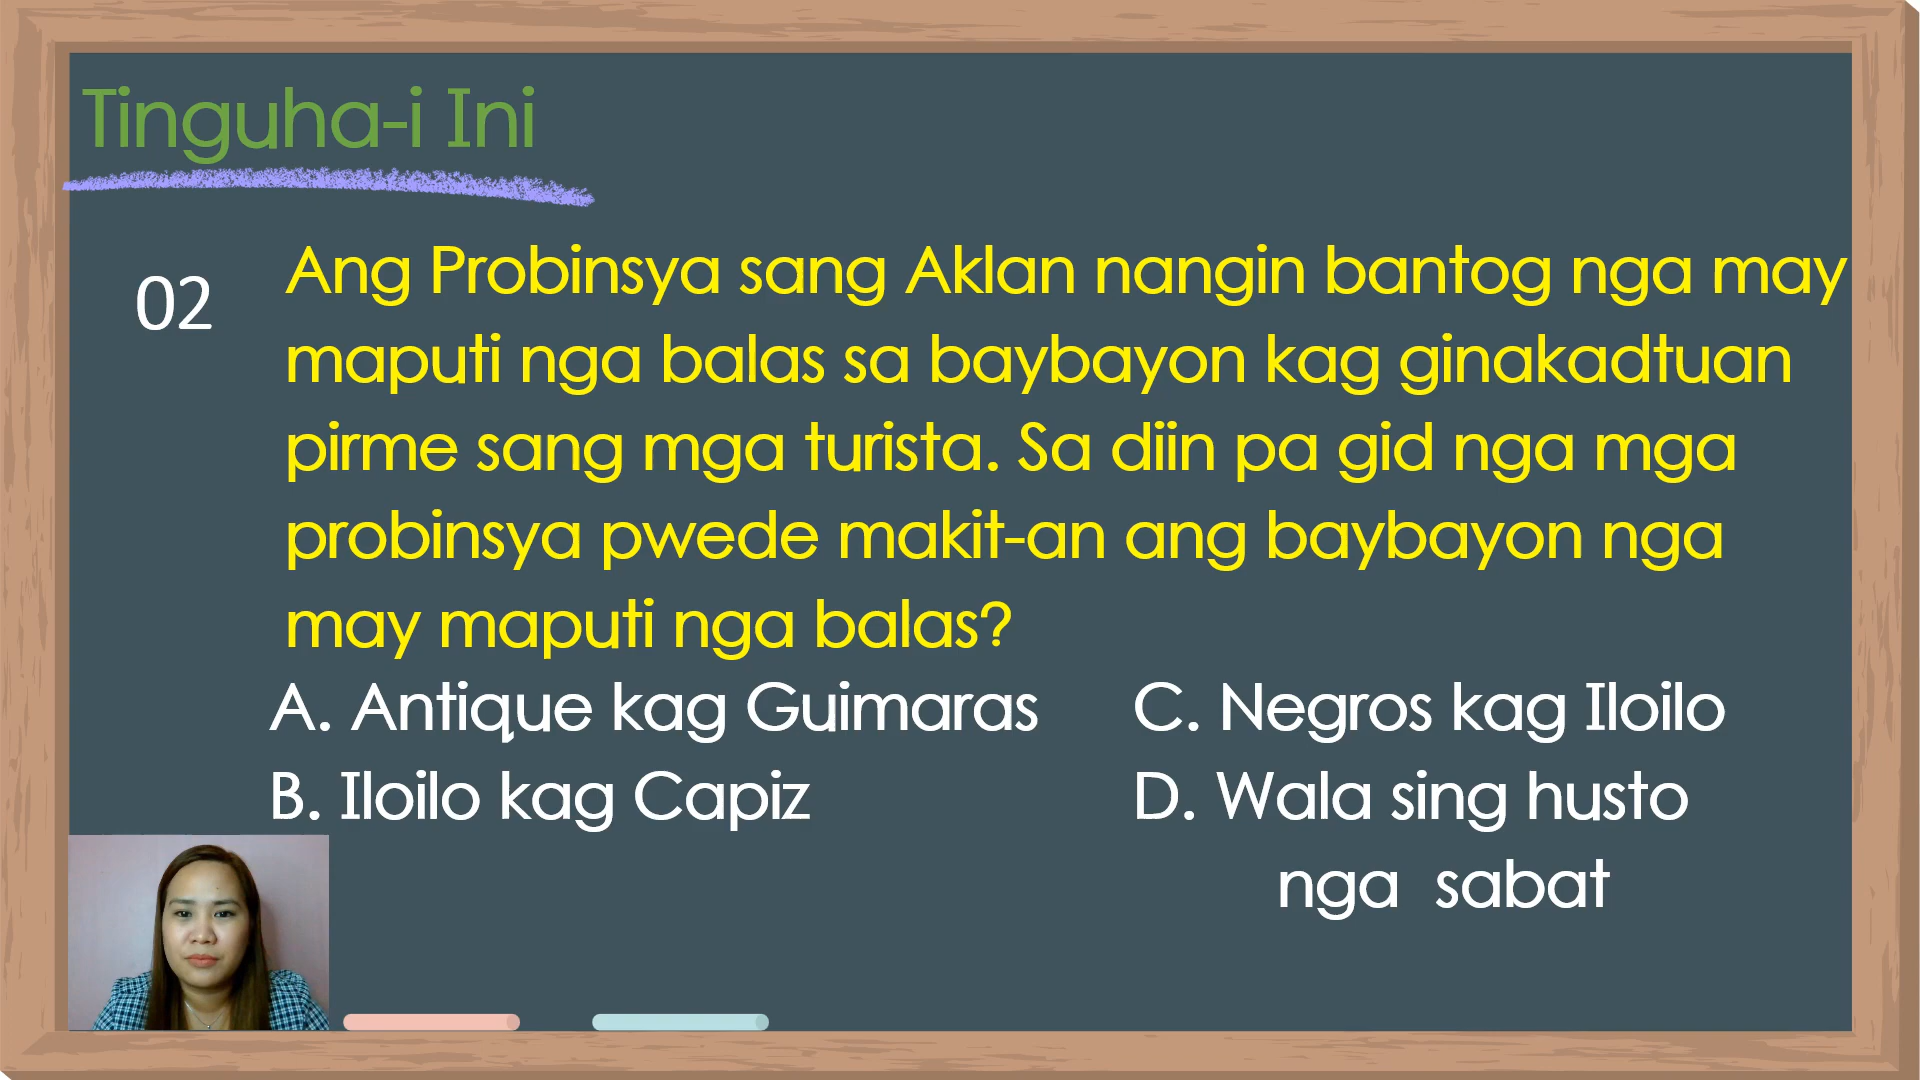 Tinguha-i Ini
02
Ang Probinsya sang Aklan nangin bantog nga may
maputi nga balas sa baybayon kag ginakadtuan
pirme sang mga turista. Sa diin pa gid nga mga
probinsya pwede makit-an ang baybayon nga
may maputi nga balas?
A. Antique kag Guimaras
B. Iloilo kag Capiz
C. Negros kag Iloilo
D. Wala sing husto
nga sabat